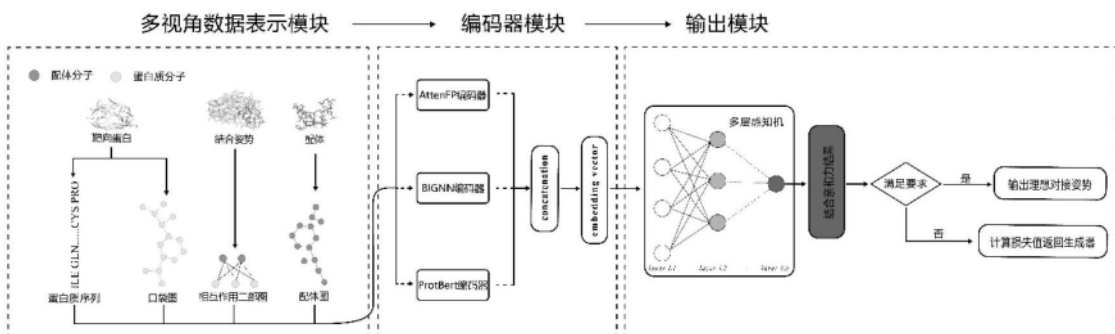 多视角数据表示模块
编码器模块
输出模块
配体分子
蛋白质分子
靶向蛋白
结合姿势
配体
ILE GLN......CYS PRO
蛋白质序列
口袋图
相互作用二部图
配体图
AttenFP编码器
BIGNN编码器
ProtBert编码器
concatenation
embedding vector
多层感知机
结合亲和力结果
满足要求
是
否
输出理想对接姿势
计算损失值返回生成器